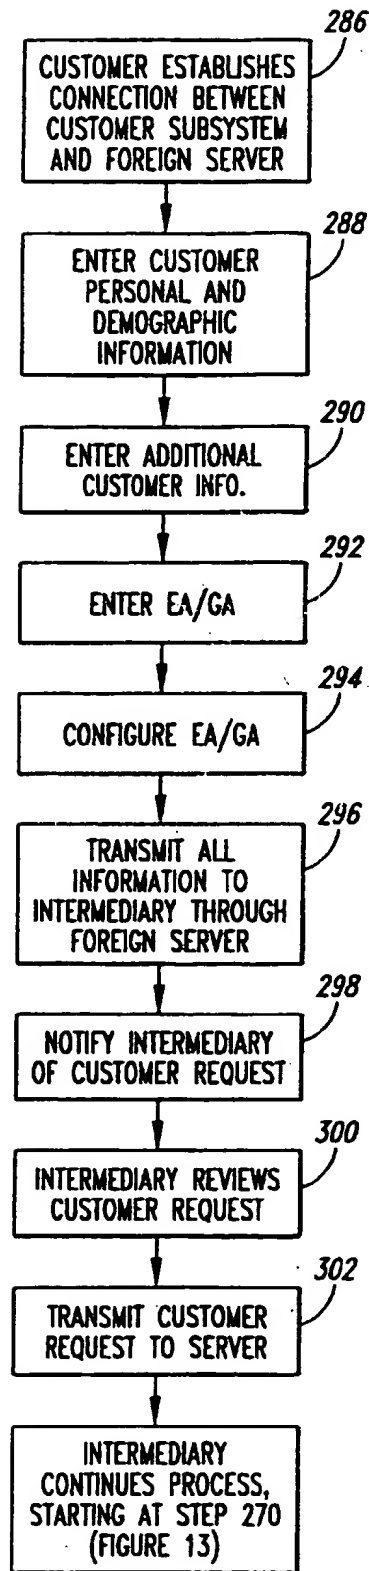 286
CUSTOMER ESTABLISHES
CONNECTION BETWEEN
CUSTOMER SUBSYSTEM
AND FOREIGN SERVER
288
ENTER CUSTOMER
PERSONAL AND
DEMOGRAPHIC
INFORMATION
290
ENTER ADDITIONAL
CUSTOMER INFO.
292
ENTER EA/GA
294
CONFIGURE EA/GA
296
TRANSMIT ALL
INFORMATION TO
INTERMEDIARY THROUGH
FOREIGN SERVER
298
NOTIFY INTERMEDIARY
OF CUSTOMER REQUEST
300
INTERMEDIARY REVIEWS
CUSTOMER REQUEST
302
TRANSMIT CUSTOMER
REQUEST TO SERVER
INTERMEDIARY
CONTINUES PROCESS,
STARTING AT STEP 270
(FIGURE 13)